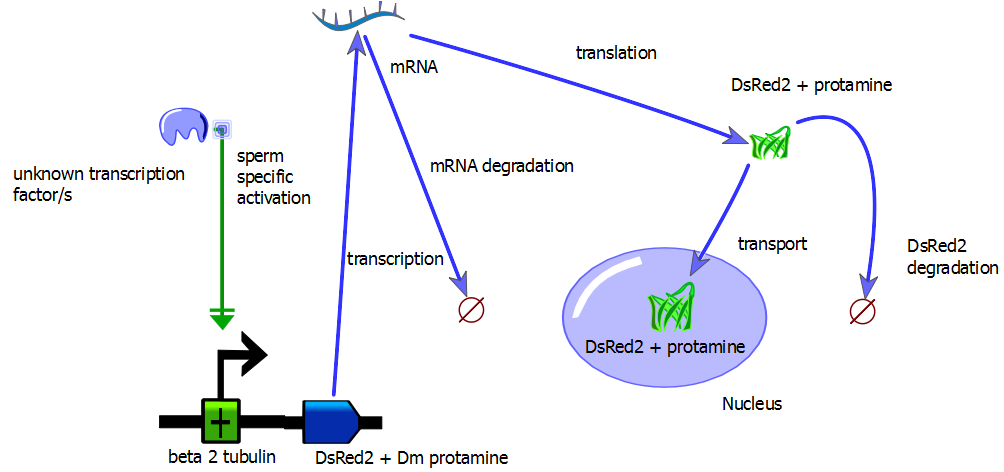 mRNA
translation
DsRed2 + protamine
unknown transcription
factor/s
sperm
specific
activation
mRNA degradation
transcription
transport
DsRed2
degradation
DsRed2 + protamine
Nucleus
beta 2 tubulin
DsRed2 + Dm protamine